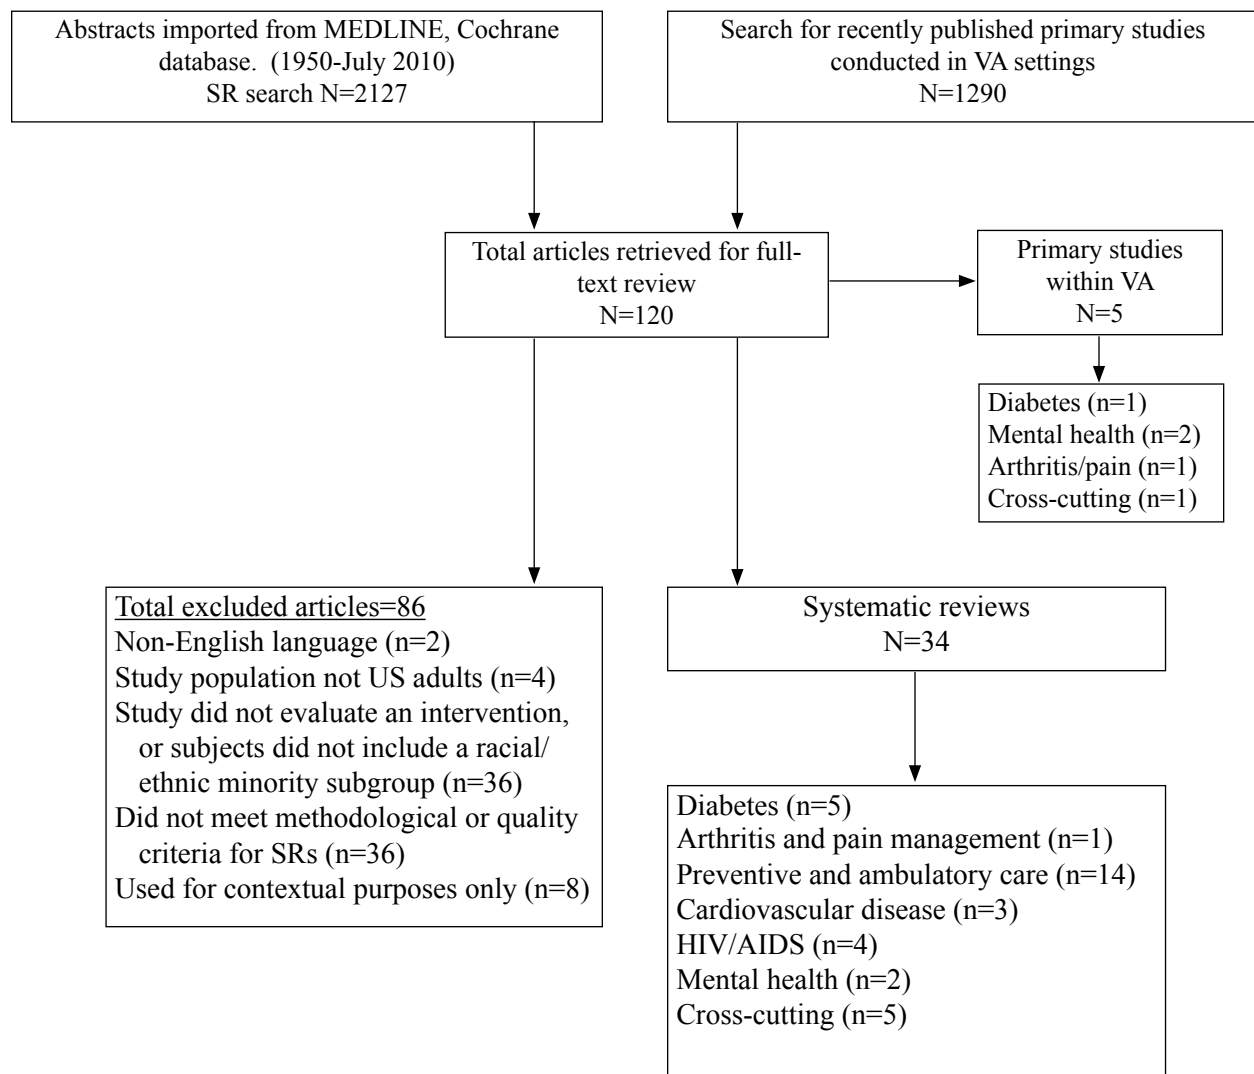 Abstracts imported from MEDLINE, Cochrane
database.  (1950-July 2010)
SR search N=2127
Search for recently published primary studies
conducted in VA settings
N=1290
Total articles retrieved for full-
text review
N=120
Primary studies
within VA
N=5
Diabetes (n=1)
Mental health (n=2)
Arthritis/pain (n=1)
Cross-cutting (n=1)
Total excluded articles=86
Non-English language (n=2)
Study population not US adults (n=4)
Study did not evaluate an intervention,
or subjects did not include a racial/
ethnic minority subgroup (n=36)
Did not meet methodological or quality
criteria for SRs (n=36)
Used for contextual purposes only (n=8)
Systematic reviews
N=34
Diabetes (n=5)
Arthritis and pain management (n=1)
Preventive and ambulatory care (n=14)
Cardiovascular disease (n=3)
HIV/AIDS (n=4)
Mental health (n=2)
Cross-cutting (n=5)